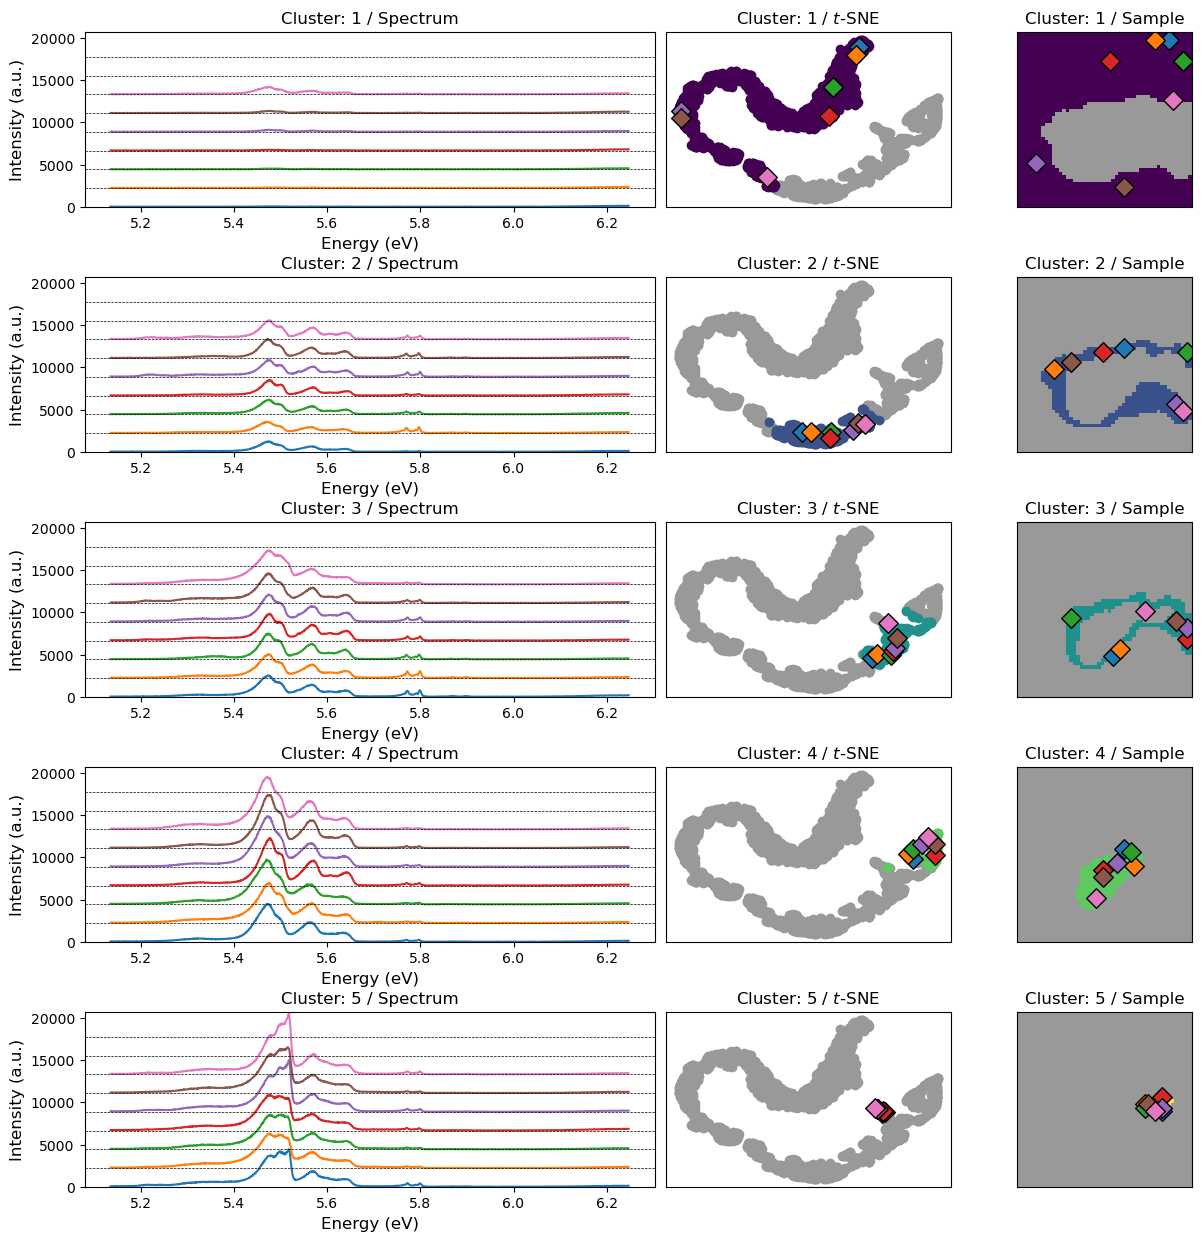 Cluster: 1 / Spectrum
Cluster: 1 / t-SNE
Cluster: 1 / Sample
Intensity (a.u.)
20000
15000
10000
5000
0
5.2 5.4 5.6 5.8 6.0 6.2
Energy (eV)
Cluster: 2 / Spectrum
Cluster: 2 / t-SNE
Cluster: 2 / Sample
Intensity (a.u.)
20000
15000
10000
5000
0
5.2 5.4 5.6 5.8 6.0 6.2
Energy (eV)
Cluster: 3 / Spectrum
Cluster: 3 / t-SNE
Cluster: 3 / Sample
Intensity (a.u.)
20000
15000
10000
5000
0
5.2 5.4 5.6 5.8 6.0 6.2
Energy (eV)
Cluster: 4 / Spectrum
Cluster: 4 / t-SNE
Cluster: 4 / Sample
Intensity (a.u.)
20000
15000
10000
5000
0
5.2 5.4 5.6 5.8 6.0 6.2
Energy (eV)
Cluster: 5 / Spectrum
Cluster: 5 / t-SNE
Cluster: 5 / Sample
Intensity (a.u.)
20000
15000
10000
5000
0
5.2 5.4 5.6 5.8 6.0 6.2
Energy (eV)